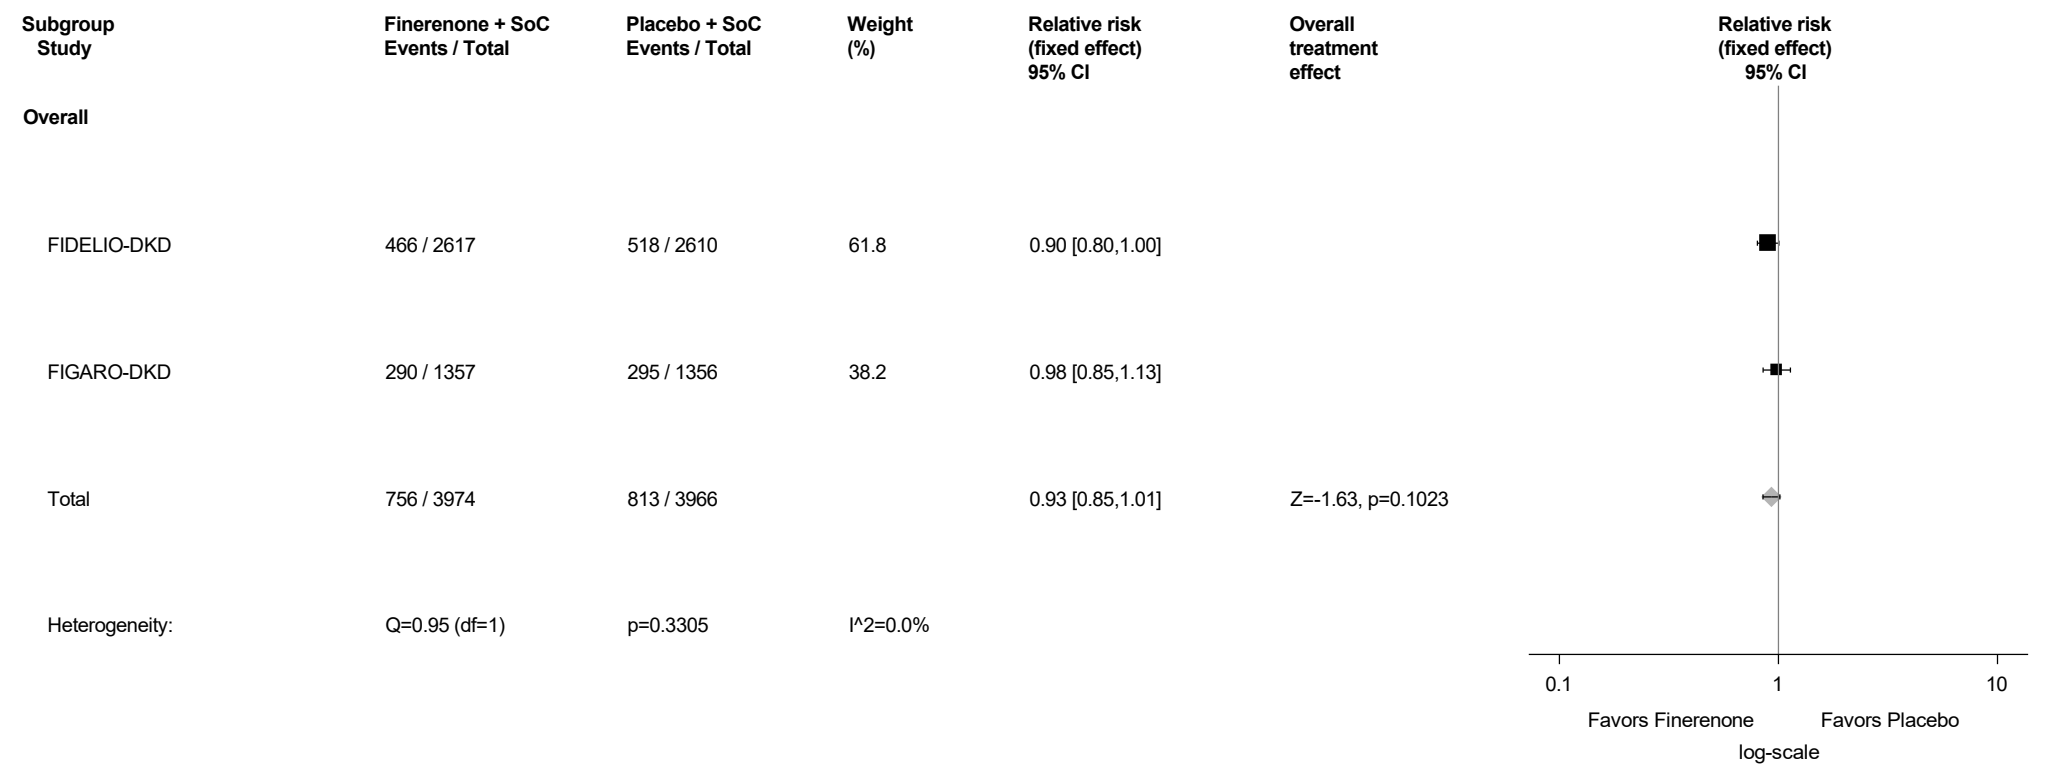 Subgroup Finerenone + SoC Placebo + SoC Weight Relative risk Overall Relative risk
Study Events / Total Events / Total (%) (fixed effect) treatment (fixed effect)
95% CI effect 95% CI
Overall
FIDELIO-DKD 466 / 2617 518 / 2610 61.8 0.90 [0.80,1.00]
FIGARO-DKD 290 / 1357 295 / 1356 38.2 0.98 [0.85,1.13]
Total 756 / 3974 813 / 3966 0.93 [0.85,1.01] Z=-1.63, p=0.1023
Heterogeneity: Q=0.95 (df=1) p=0.3305 I^2=0.0%
0.1 1 10
Favors Finerenone Favors Placebo
log-scale